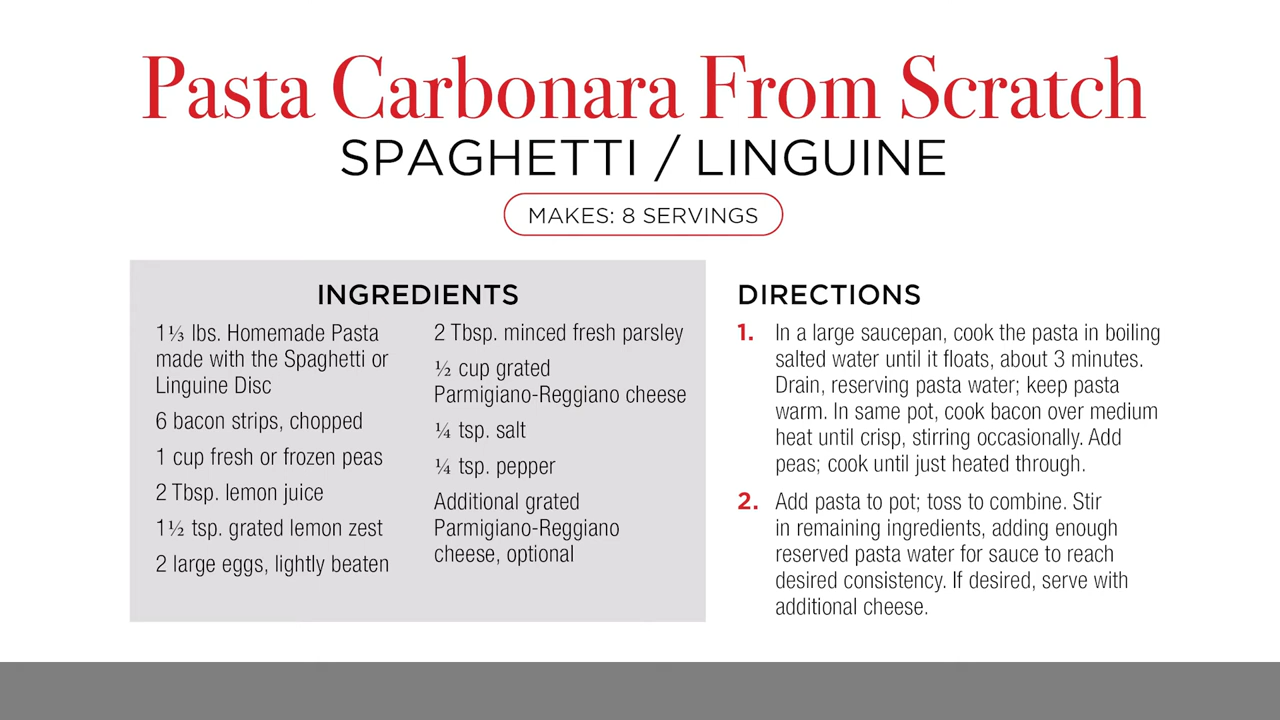 Pasta Carbonara From Scratch
SPAGHETTI / LINGUINE
MAKES: 8 SERVINGS
INGREDIENTS
1⅓ lbs. Homemade Pasta
made with the Spaghetti or
Linguine Disc
6 bacon strips, chopped
1 cup fresh or frozen peas
2 Tbsp. lemon juice
1½ tsp. grated lemon zest
2 large eggs, lightly beaten
2 Tbsp. minced fresh parsley
½ cup grated
Parmigiano-Reggiano cheese
¼ tsp. salt
¼ tsp. pepper
Additional grated
Parmigiano-Reggiano
cheese, optional
DIRECTIONS
1. In a large saucepan, cook the pasta in boiling
salted water until it floats, about 3 minutes.
Drain, reserving pasta water; keep pasta
warm. In same pot, cook bacon over medium
heat until crisp, stirring occasionally. Add
peas; cook until just heated through.
2. Add pasta to pot; toss to combine. Stir
in remaining ingredients, adding enough
reserved pasta water for sauce to reach
desired consistency. If desired, serve with
additional cheese.